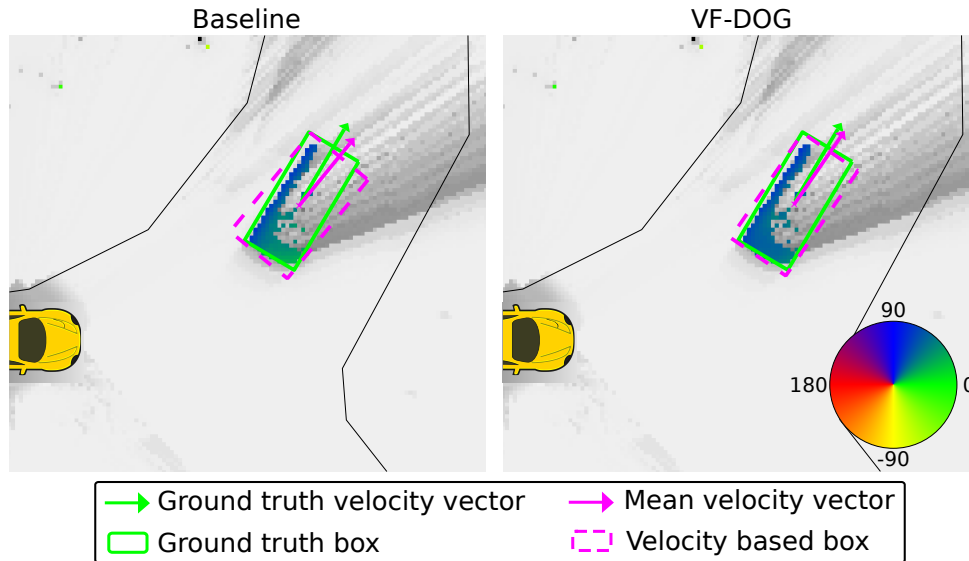 Baseline
VF-DOG
90
180
0
-90
Ground truth velocity vector
Mean velocity vector
Ground truth box
Velocity based box